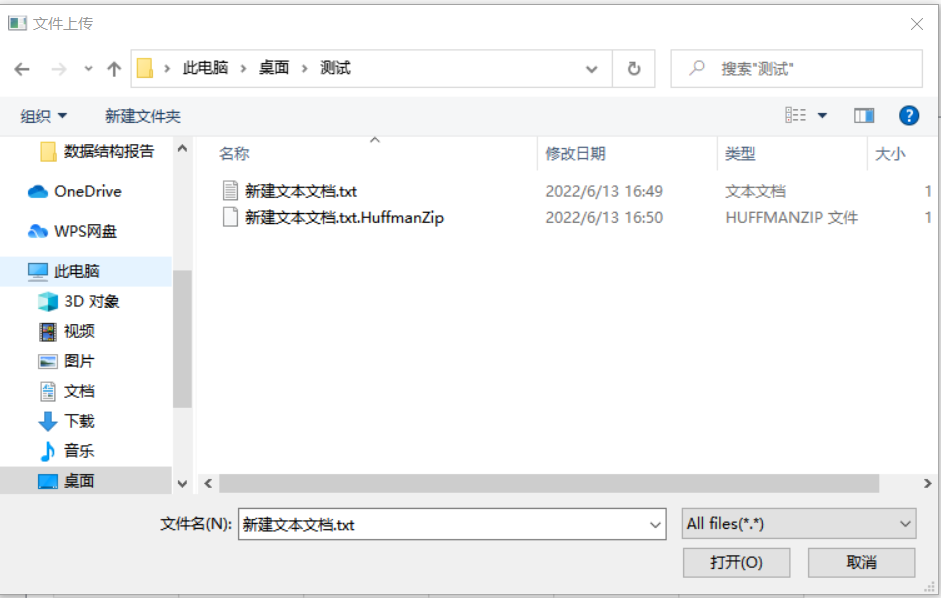 文件上传
此电脑 桌面 测试 搜索"测试"
组织 新建文件夹 ?
数据结构报告
OneDrive
WPS网盘
此电脑
3D 对象
视频
图片
文档
下载
音乐
桌面
名称 修改日期 类型 大小
新建文本文档.txt 2022/6/13 16:49 文本文档 1
新建文本文档.txt.HuffmanZip 2022/6/13 16:50 HUFFMANZIP 文件 1
文件名(N): 新建文本文档.txt All files(*.*)
打开(O) 取消